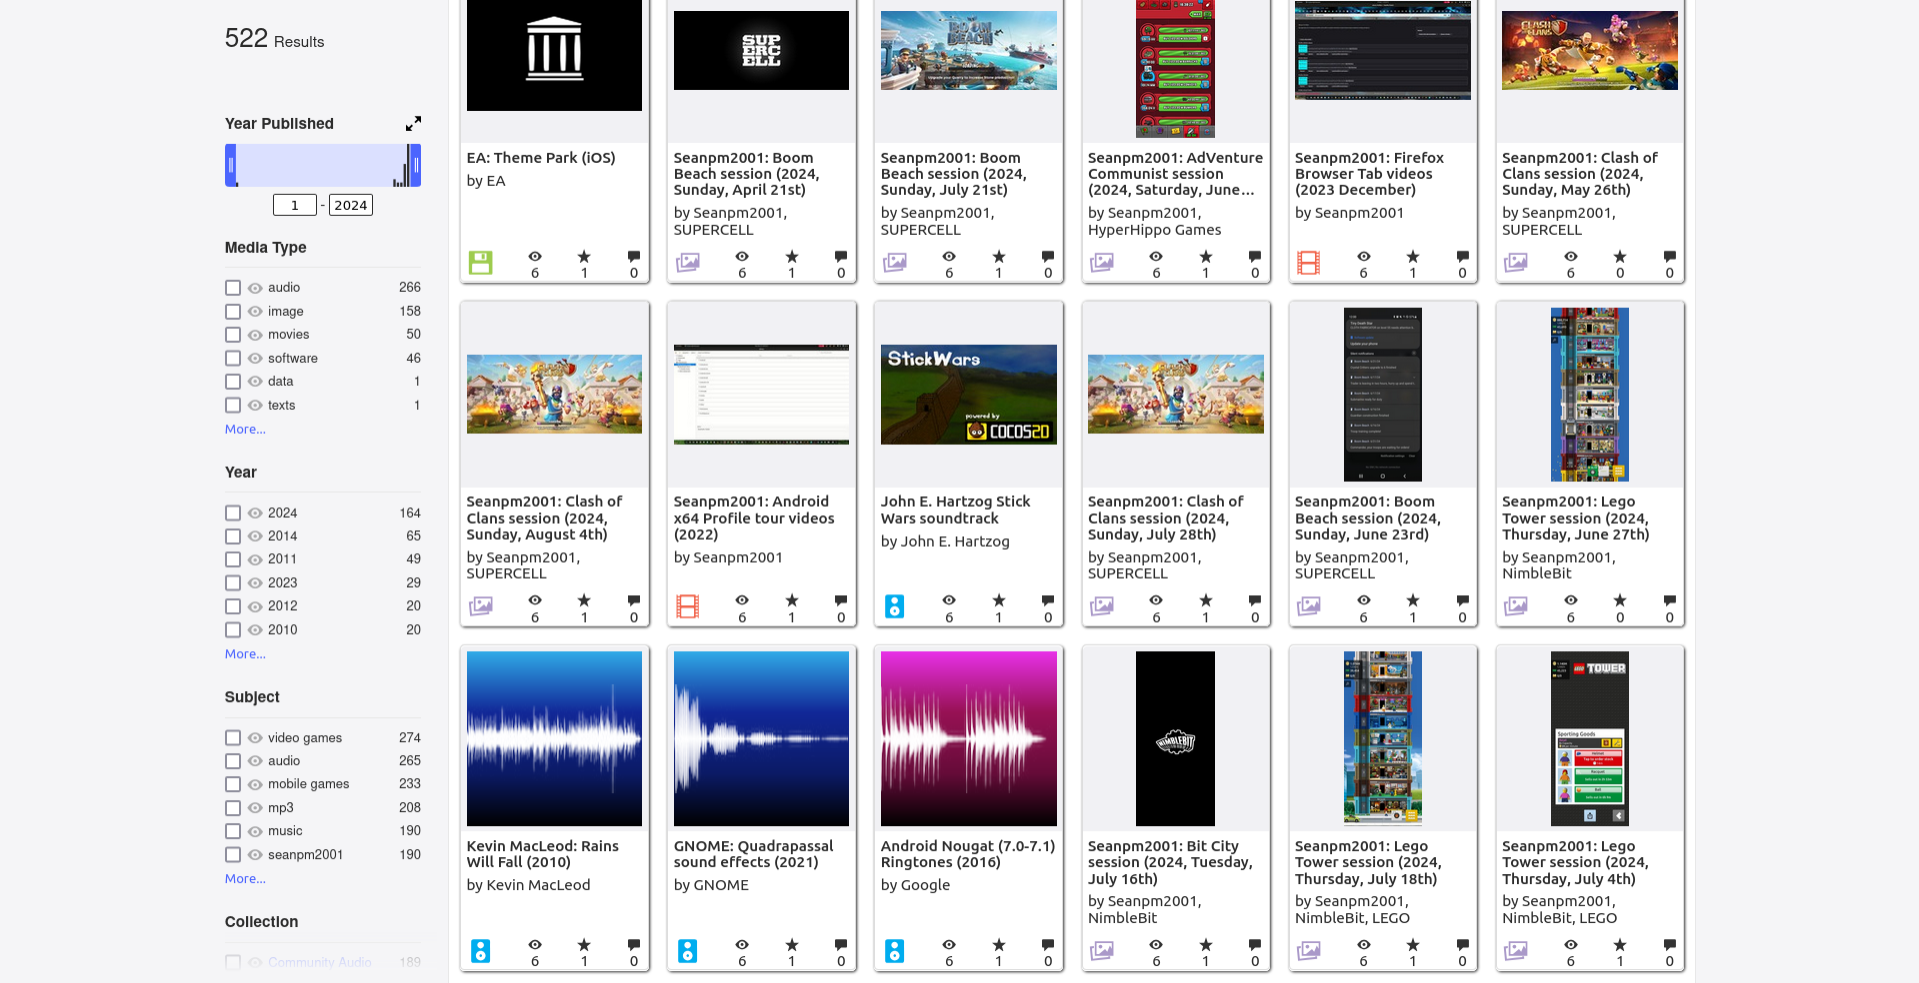 522 Results
Year Published
1 - 2024
Media Type
audio 266
image 158
movies 50
software 46
data 1
texts 1
More...
Year
2024 164
2014 65
2011 49
2023 29
2012 20
2010 20
More...
Subject
video games 274
audio 265
mobile games 233
mp3 208
music 190
seanpm2001 190
More...
Collection
Community Audio 189
EA: Theme Park (iOS)
by EA
6 1 0
SUP
ERC
ELL
Seanpm2001: Boom
Beach session (2024,
Sunday, April 21st)
by Seanpm2001,
SUPERCELL
6 1 0
BOOM
BEACH
Seanpm2001: Boom
Beach session (2024,
Sunday, July 21st)
by Seanpm2001,
SUPERCELL
6 1 0
Seanpm2001: AdVenture
Communist session
(2024, Saturday, June...
by Seanpm2001,
HyperHippo Games
6 1 0
Seanpm2001: Firefox
Browser Tab videos
(2023 December)
by Seanpm2001
6 1 0
CLASH
CLANS
Seanpm2001: Clash of
Clans session (2024,
Sunday, May 26th)
by Seanpm2001,
SUPERCELL
6 0 0
Seanpm2001: Clash of
Clans session (2024,
Sunday, August 4th)
by Seanpm2001,
SUPERCELL
6 1 0
Seanpm2001: Android
x64 Profile tour videos
(2022)
by Seanpm2001
6 1 0
StickWars
powered by
COCOS2D
John E. Hartzog Stick
Wars soundtrack
by John E. Hartzog
6 1 0
Seanpm2001: Clash of
Clans session (2024,
Sunday, July 28th)
by Seanpm2001,
SUPERCELL
6 1 0
Seanpm2001: Boom
Beach session (2024,
Sunday, June 23rd)
by Seanpm2001,
SUPERCELL
6 1 0
Seanpm2001: Lego
Tower session (2024,
Thursday, June 27th)
by Seanpm2001,
NimbleBit
6 0 0
Kevin MacLeod: Rains
Will Fall (2010)
by Kevin MacLeod
6 1 0
GNOME: Quadrapassal
sound effects (2021)
by GNOME
6 1 0
Android Nougat (7.0-7.1)
Ringtones (2016)
by Google
6 1 0
NIMBLEBIT
Seanpm2001: Bit City
session (2024, Tuesday,
July 16th)
by Seanpm2001,
NimbleBit
6 1 0
Seanpm2001: Lego
Tower session (2024,
Thursday, July 18th)
by Seanpm2001,
NimbleBit, LEGO
6 1 0
LEGO TOWER
Sporting Goods
Seanpm2001: Lego
Tower session (2024,
Thursday, July 4th)
by Seanpm2001,
NimbleBit, LEGO
6 1 0